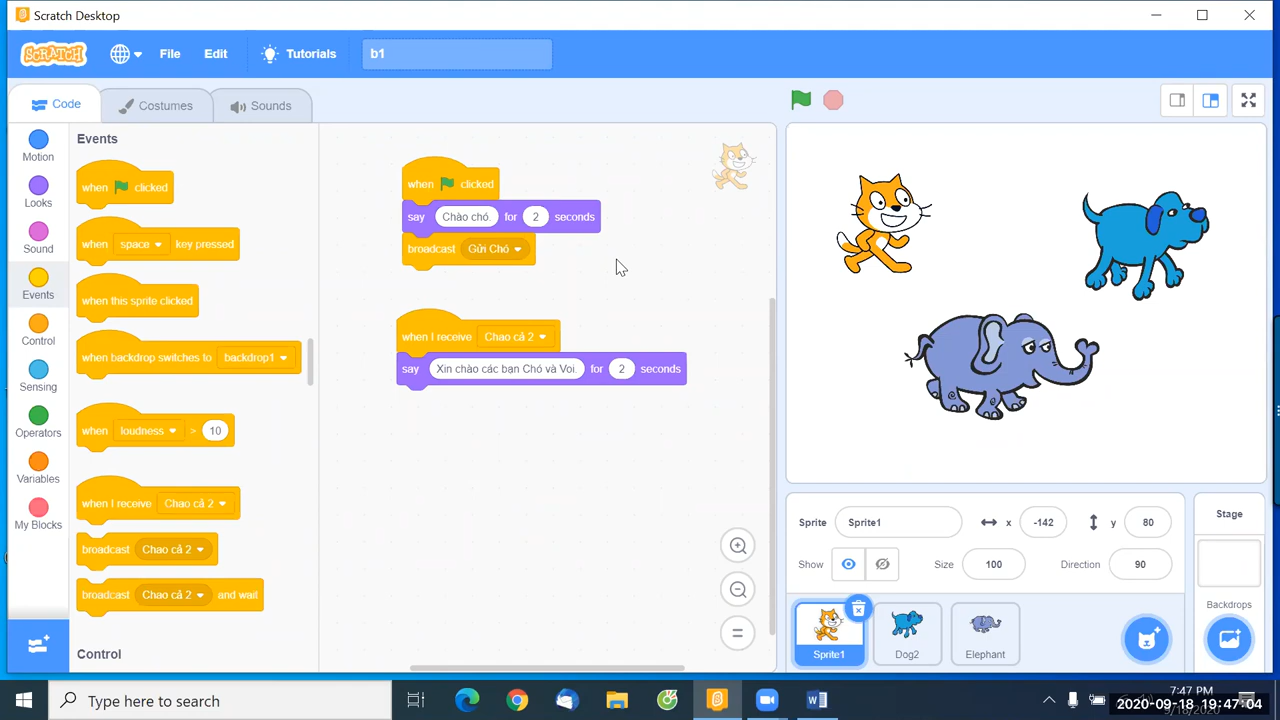 Scratch Desktop
SCRATCH File Edit Tutorials b1
Code Costumes Sounds
Motion
Looks
Sound
Events
Control
Sensing
Operators
Variables
My Blocks
Events
when clicked
when space key pressed
when this sprite clicked
when backdrop switches to backdrop1
when loudness > 10
when I receive Chao cả 2
broadcast Chao cả 2
broadcast Chao cả 2 and wait
Control
when clicked
say Chào chó. for 2 seconds
broadcast Gửi Chó
when I receive Chao cả 2
say Xin chào các bạn Chó và Voi. for 2 seconds
Sprite Sprite1 x -142 y 80
Show Size 100 Direction 90
Sprite1 Dog2 Elephant
Stage
Backdrops
Type here to search
7:47 PM
2020-09-18 19:47:04